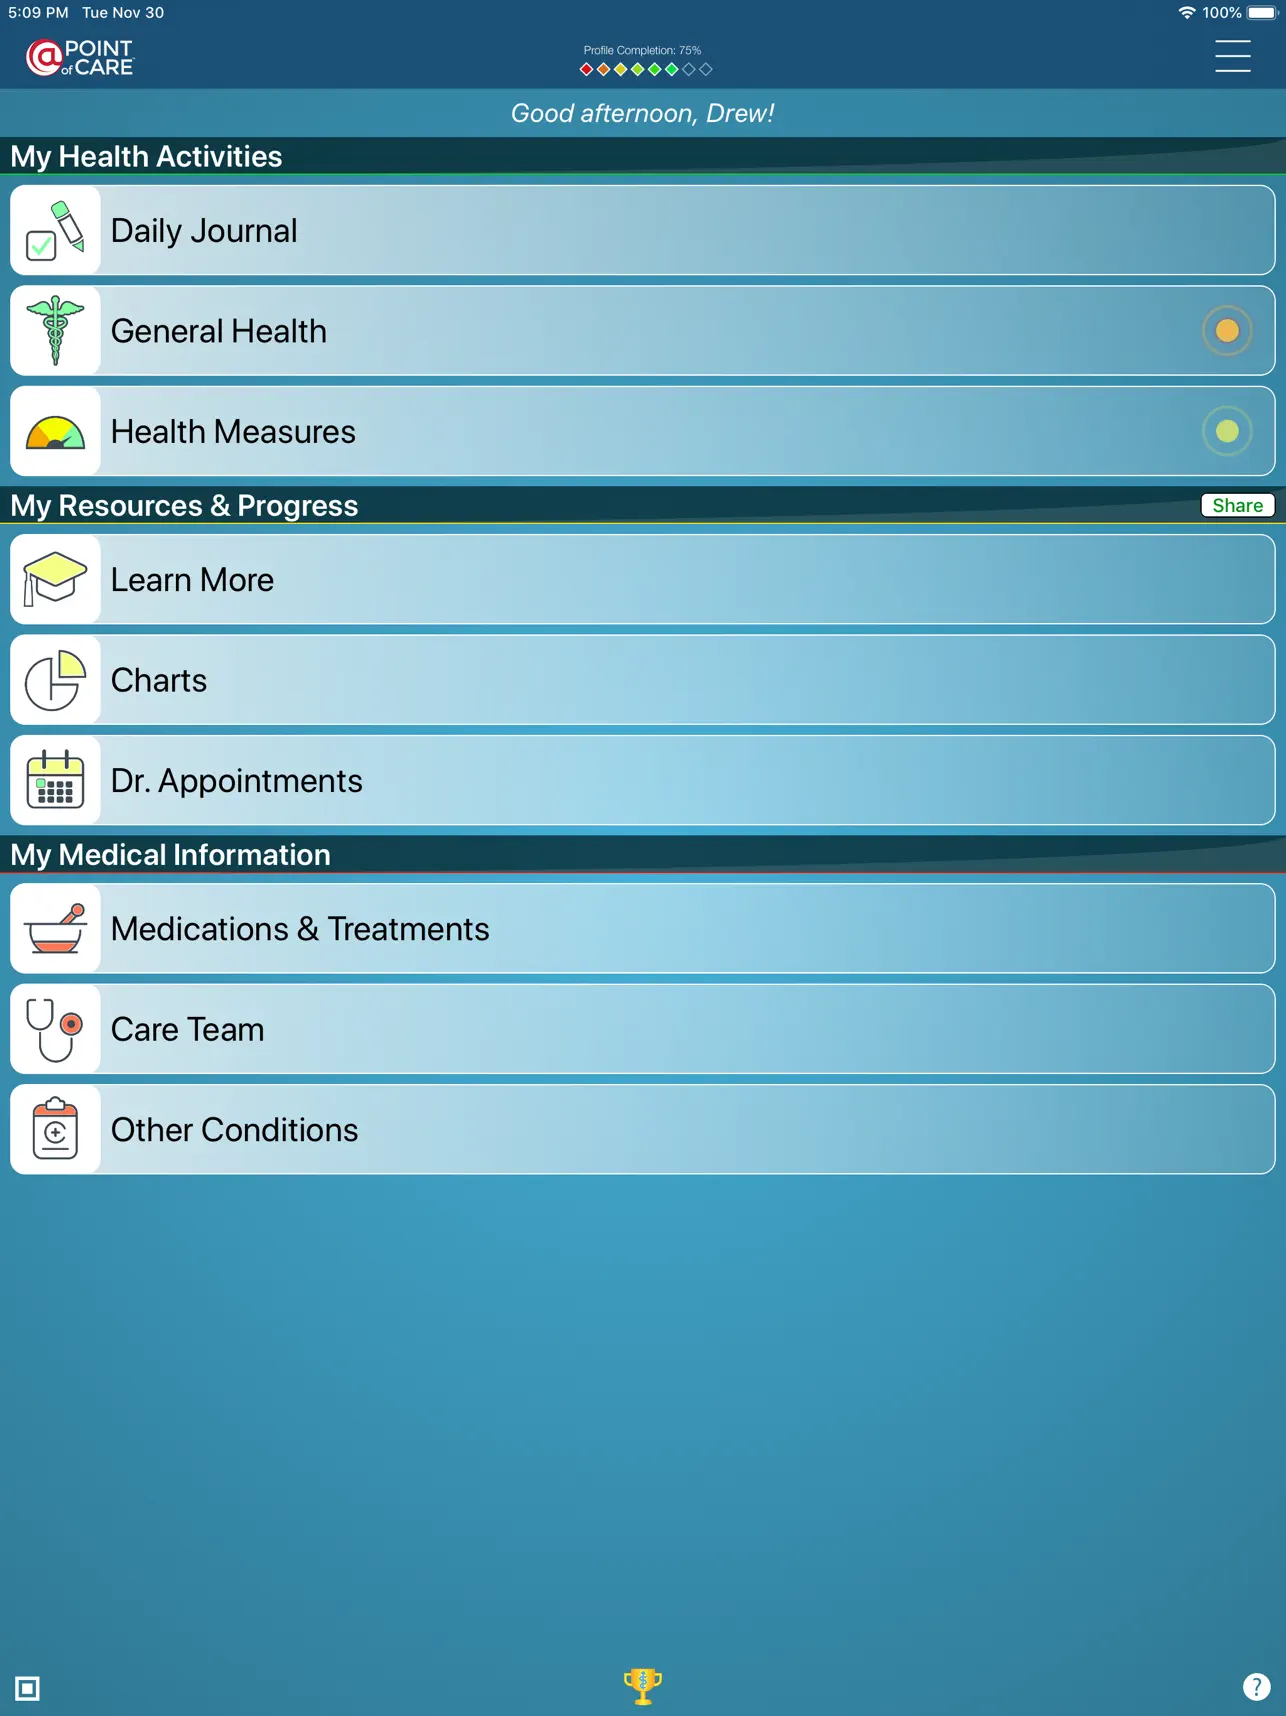 5:09 PM Tue Nov 30
100%
@POINT
of CARE
Profile Completion: 75%
Good afternoon, Drew!
My Health Activities
Daily Journal
General Health
Health Measures
My Resources & Progress
Share
Learn More
Charts
Dr. Appointments
My Medical Information
Medications & Treatments
Care Team
Other Conditions
?